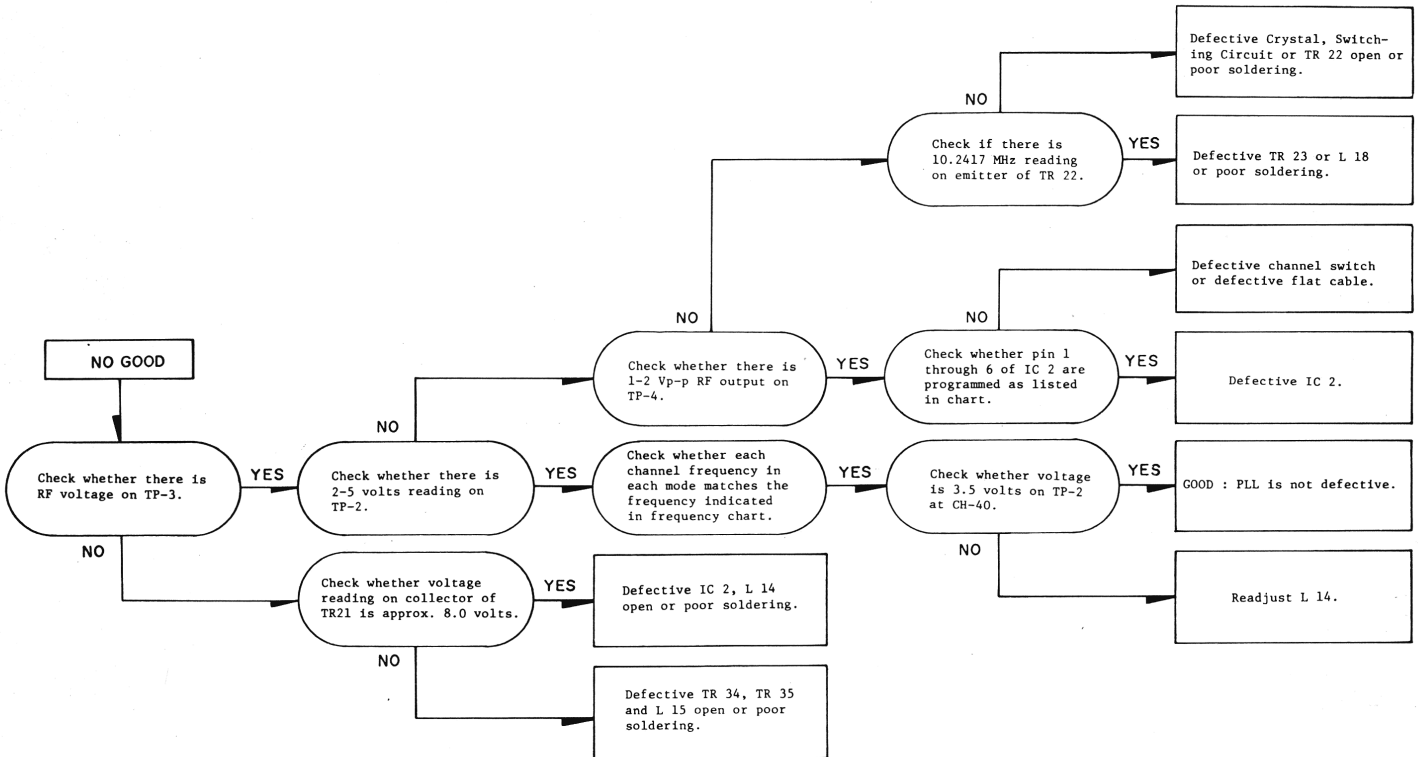 Defective Crystal, Switch-
ing Circuit or TR 22 open or
poor soldering.
NO
Check if there is
10.2417 MHz reading
on emitter of TR 22.
YES
Defective TR 23 or L 18
or poor soldering.
Defective channel switch
or defective flat cable.
NO
NO
NO GOOD
Check whether there is
1-2 Vp-p RF output on
TP-4.
YES
Check whether pin 1
through 6 of IC 2 are
programmed as listed
in chart.
YES
Defective IC 2.
NO
Check whether there is
RF voltage on TP-3.
YES
Check whether there is
2-5 volts reading on
TP-2.
YES
Check whether each
channel frequency in
each mode matches the
frequency indicated
in frequency chart.
YES
Check whether voltage
is 3.5 volts on TP-2
at CH-40.
YES
GOOD : PLL is not defective.
NO
NO
Check whether voltage
reading on collector of
TR21 is approx. 8.0 volts.
YES
Defective IC 2, L 14
open or poor soldering.
Readjust L 14.
NO
Defective TR 34, TR 35
and L 15 open or poor
soldering.